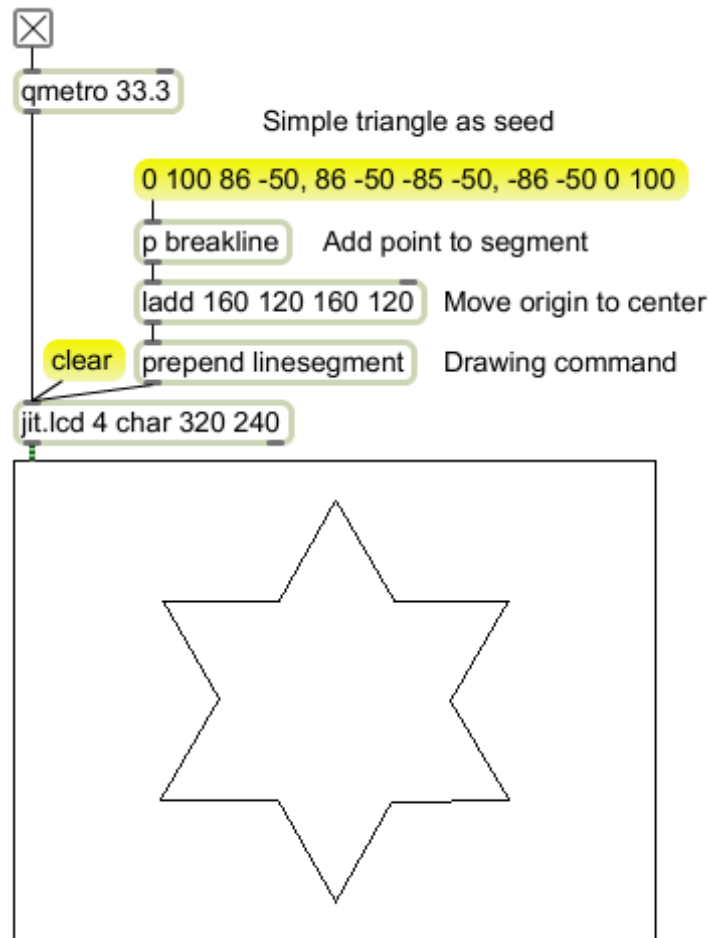 qmetro 33.3
Simple triangle as seed
0 100 86 -50, 86 -50 -85 -50, -86 -50 0 100
p breakline Add point to segment
ladd 160 120 160 120 Move origin to center
clear prepend linesegment Drawing command
jit.lcd 4 char 320 240